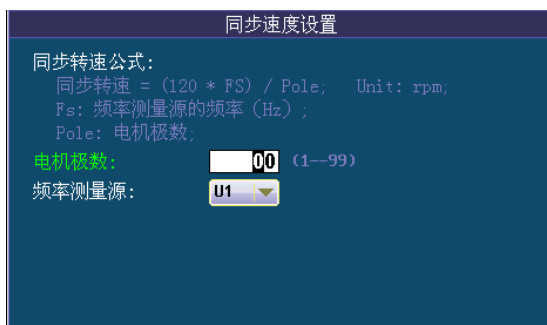 同步速度设置
同步转速公式:
同步转速 = (120 * FS) / Pole; Unit: rpm;
Fs: 频率测量源的频率 (Hz) ;
Pole: 电机极数;
电机极数: 00 (1--99)
频率测量源: U1